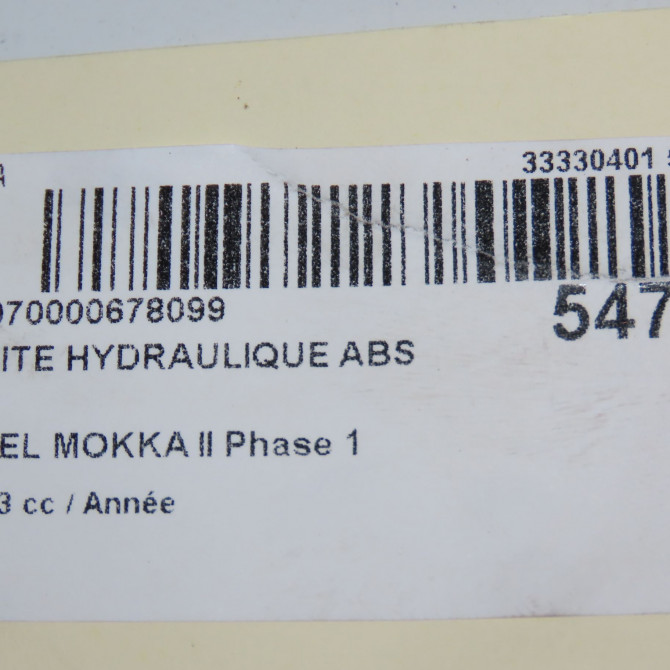 33330401
070000678099
547
ITE HYDRAULIQUE ABS
EL MOKKA II Phase 1
3 cc / Année